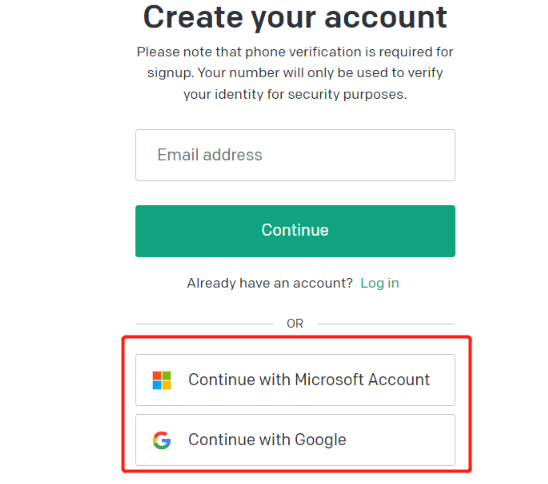 Create your account
Please note that phone verification is required for
signup. Your number will only be used to verify
your identity for security purposes.
Email address
Continue
Already have an account? Log in
OR
Continue with Microsoft Account
Continue with Google